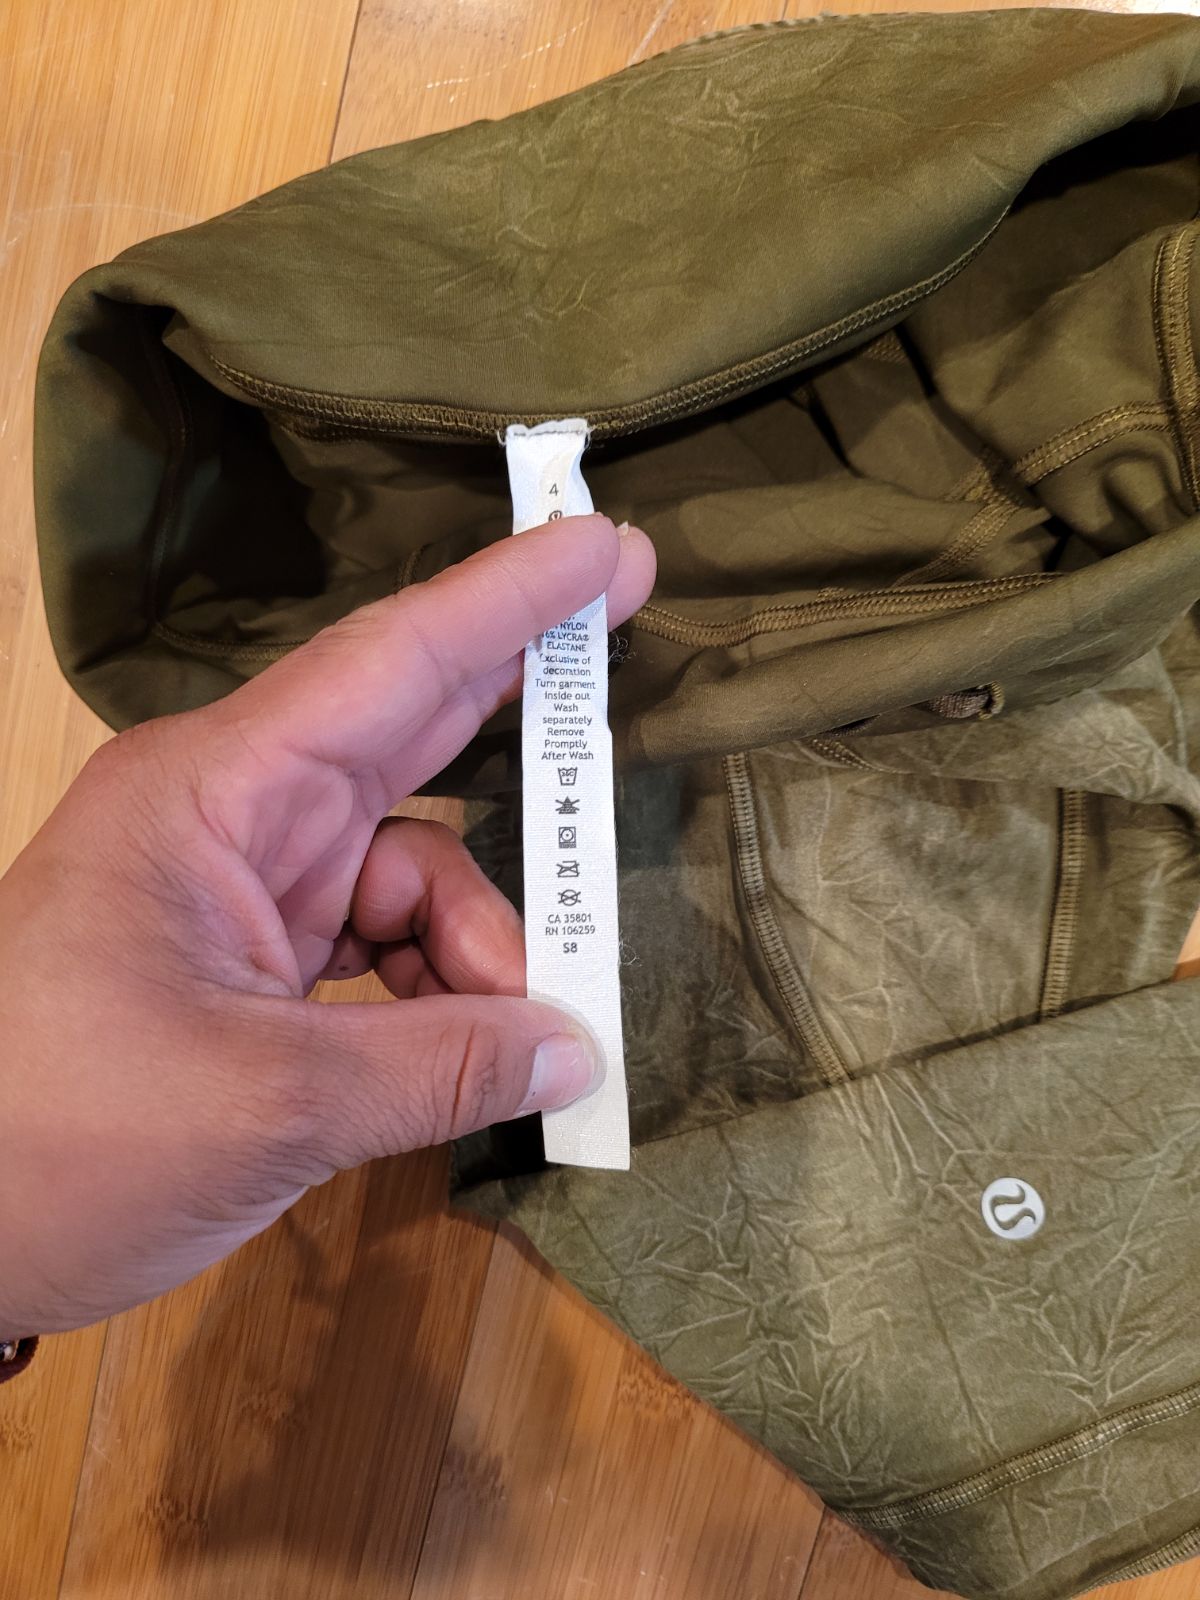 4
NYLON
6% LYCRA®
ELASTANE
Exclusive of
decoration
Turn garment
inside out
Wash
separately
Remove
Promptly
After Wash
CA 35801
RN 106259
S8